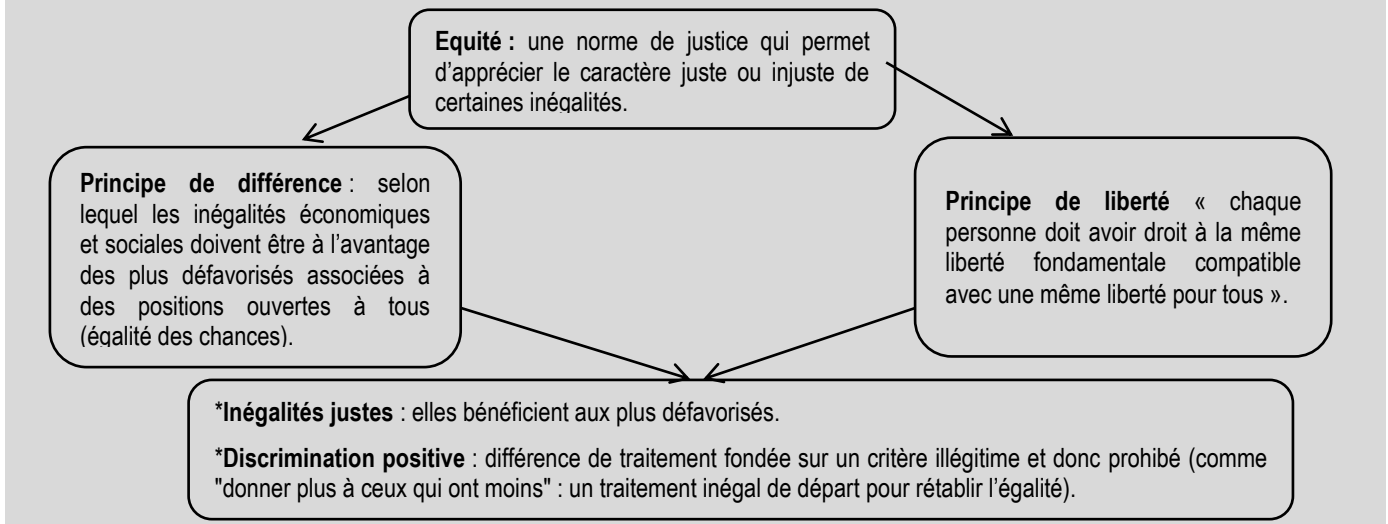 Equité : une norme de justice qui permet
d'apprécier le caractère juste ou injuste de
certaines inégalités.
Principe de différence : selon
lequel les inégalités économiques
et sociales doivent être à l'avantage
des plus défavorisés associées à
des positions ouvertes à tous
(égalité des chances).
Principe de liberté « chaque
personne doit avoir droit à la même
liberté fondamentale compatible
avec une même liberté pour tous ».
*Inégalités justes : elles bénéficient aux plus défavorisés.
*Discrimination positive : différence de traitement fondée sur un critère illégitime et donc prohibé (comme
"donner plus à ceux qui ont moins" : un traitement inégal de départ pour rétablir l'égalité).